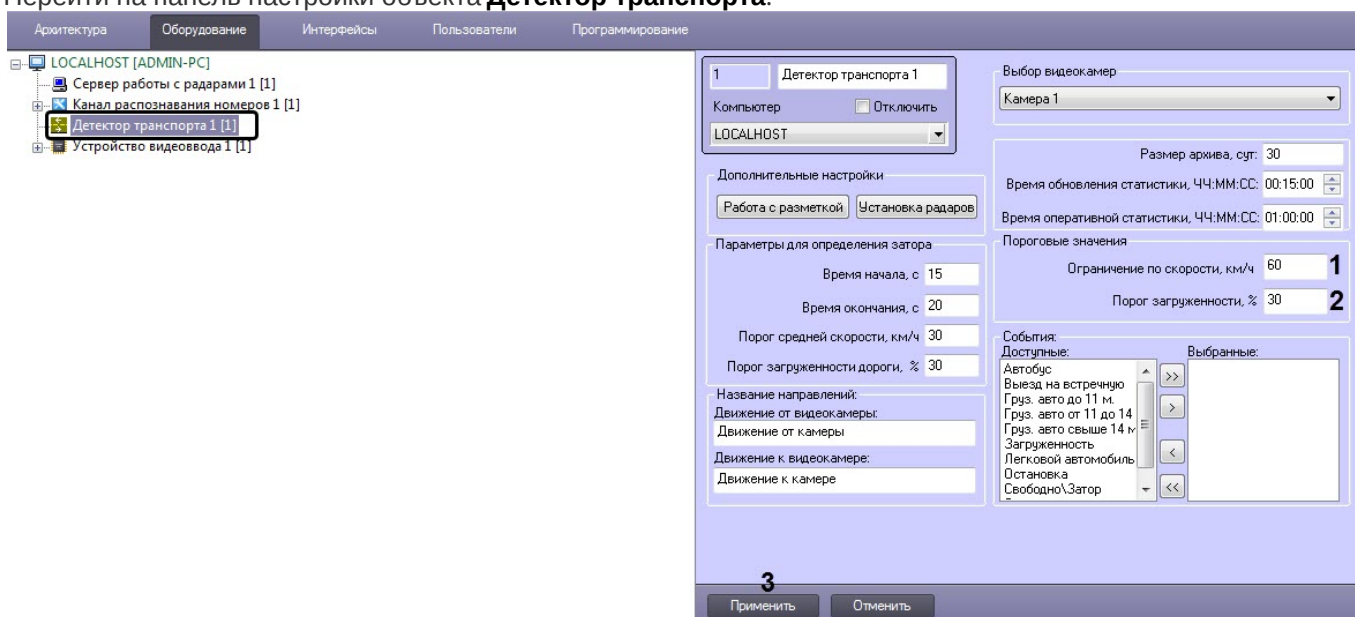 Перейти на панель настройки объекта Детектор транспорта.
Архитектура Оборудование Интерфейсы Пользователи Программирование
LOCALHOST [ADMIN-PC]
Сервер работы с радарами 1 [1]
Канал распознавания номеров 1 [1]
Детектор транспорта 1 [1]
Устройство видеоввода 1 [1]
1 Детектор транспорта 1
Компьютер Отключить
LOCALHOST
Дополнительные настройки
Работа с разметкой Установка радаров
Параметры для определения затора
Время начала, с 15
Время окончания, с 20
Порог средней скорости, км/ч 30
Порог загруженности дороги, % 30
Название направлений:
Движение от видеокамеры:
Движение от камеры
Движение к видеокамере:
Движение к камере
Выбор видеокамер
Камера 1
Размер архива, сут: 30
Время обновления статистики, ЧЧ:ММ:СС: 00:15:00
Время оперативной статистики, ЧЧ:ММ:СС: 01:00:00
Пороговые значения
Ограничение по скорости, км/ч 60 1
Порог загруженности, % 30 2
События:
Доступные: Выбранные:
Автобус
Выезд на встречную
Груз. авто до 11 м.
Груз. авто от 11 до 14
Груз. авто свыше 14 м
Загруженность
Легковой автомобиль
Остановка
Свободно\Затор
>>
>
<
<<
3
Применить Отменить